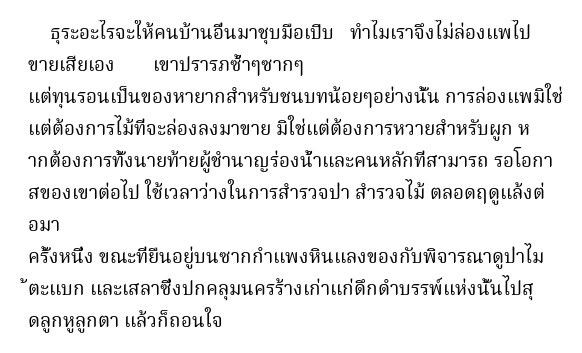 ธุระอะไรจะให้คนบ้านอื่นมาชุบมือเปิบ ทำไมเราจึงไม่ล่องแพไป
ขายเสียเอง เขาปรารภซ้ำๆซากๆ
แต่ทุนรอนเป็นของหายากสำหรับชนบทน้อยๆอย่างนั้น การล่องแพมิใช่
แต่ต้องการไม้ที่จะล่องลงมาขาย มิใช่แต่ต้องการหวายสำหรับผูก ห
ากต้องการทั้งนายท้ายผู้ชำนาญร่องน้ำและคนหลักที่สามารถ รอโอกา
สของเขาต่อไป ใช้เวลาว่างในการสำรวจป่า สำรวจไม้ ตลอดฤดูแล้งต่
อมา
ครั้งหนึ่ง ขณะที่ยืนอยู่บนซากกำแพงหินแลงของกับพิจารณาดูป่าไม
้ตะแบก และเสลาซึ่งปกคลุมนครร้างเก่าแก่ดึกดำบรรพ์แห่งนั้นไปสุ
ดลูกหูลูกตา แล้วก็ถอนใจ